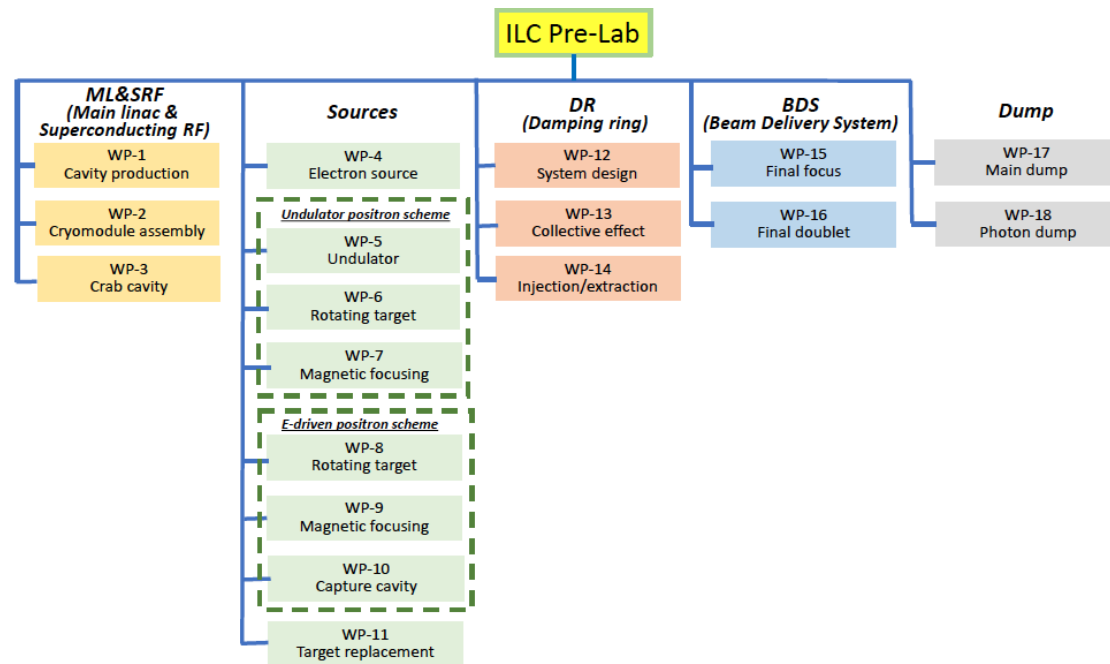 ILC Pre-Lab
ML&SRF
(Main linac &
Superconducting RF)
WP-1
Cavity production
WP-2
Cryomodule assembly
WP-3
Crab cavity
Sources
WP-4
Electron source
Undulator positron scheme
WP-5
Undulator
WP-6
Rotating target
WP-7
Magnetic focusing
E-driven positron scheme
WP-8
Rotating target
WP-9
Magnetic focusing
WP-10
Capture cavity
WP-11
Target replacement
DR
(Damping ring)
WP-12
System design
WP-13
Collective effect
WP-14
Injection/extraction
BDS
(Beam Delivery System)
WP-15
Final focus
WP-16
Final doublet
Dump
WP-17
Main dump
WP-18
Photon dump